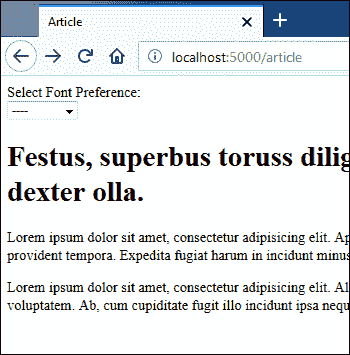 Article
localhost:5000/article
Select Font Preference:
----
Festus, superbus toruss dilig
dexter olla.
Lorem ipsum dolor sit amet, consectetur adipisicing elit. Ap
provident tempora. Expedita fugiat harum in incidunt minus
Lorem ipsum dolor sit amet, consectetur adipisicing elit. Al
voluptatem. Ab, cum cupiditate fugit illo incidunt ipsa nequ